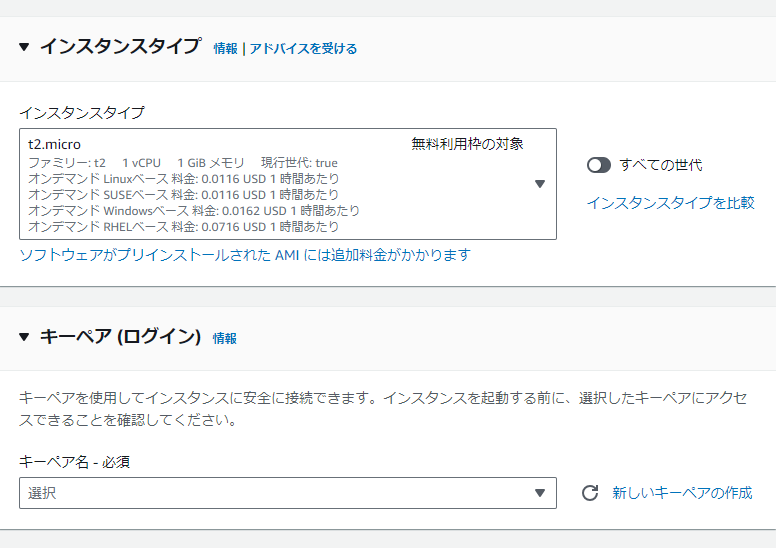 インスタンスタイプ 情報 | アドバイスを受ける
インスタンスタイプ
t2.micro 無料利用枠の対象
ファミリー: t2 1 vCPU 1 GiB メモリ 現行世代: true
オンデマンド Linuxベース 料金: 0.0116 USD 1 時間あたり
オンデマンド SUSEベース 料金: 0.0116 USD 1 時間あたり
オンデマンド Windowsベース 料金: 0.0162 USD 1 時間あたり
オンデマンド RHELベース 料金: 0.0716 USD 1 時間あたり
すべての世代
インスタンスタイプを比較
ソフトウェアがプリインストールされた AMI には追加料金がかかります
キーペア (ログイン) 情報
キーペアを使用してインスタンスに安全に接続できます。インスタンスを起動する前に、選択したキーペアにアクセ
スできることを確認してください。
キーペア名 - 必須
選択
新しいキーペアの作成